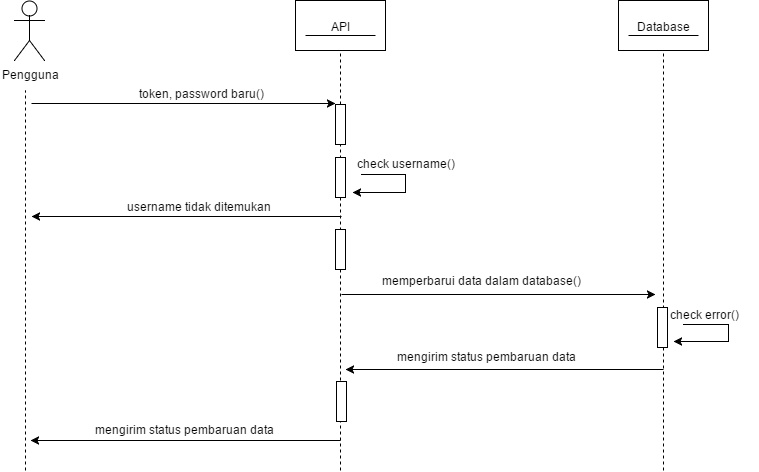 API
Database
Pengguna
token, password baru()
check username()
username tidak ditemukan
memperbarui data dalam database()
check error()
mengirim status pembaruan data
mengirim status pembaruan data